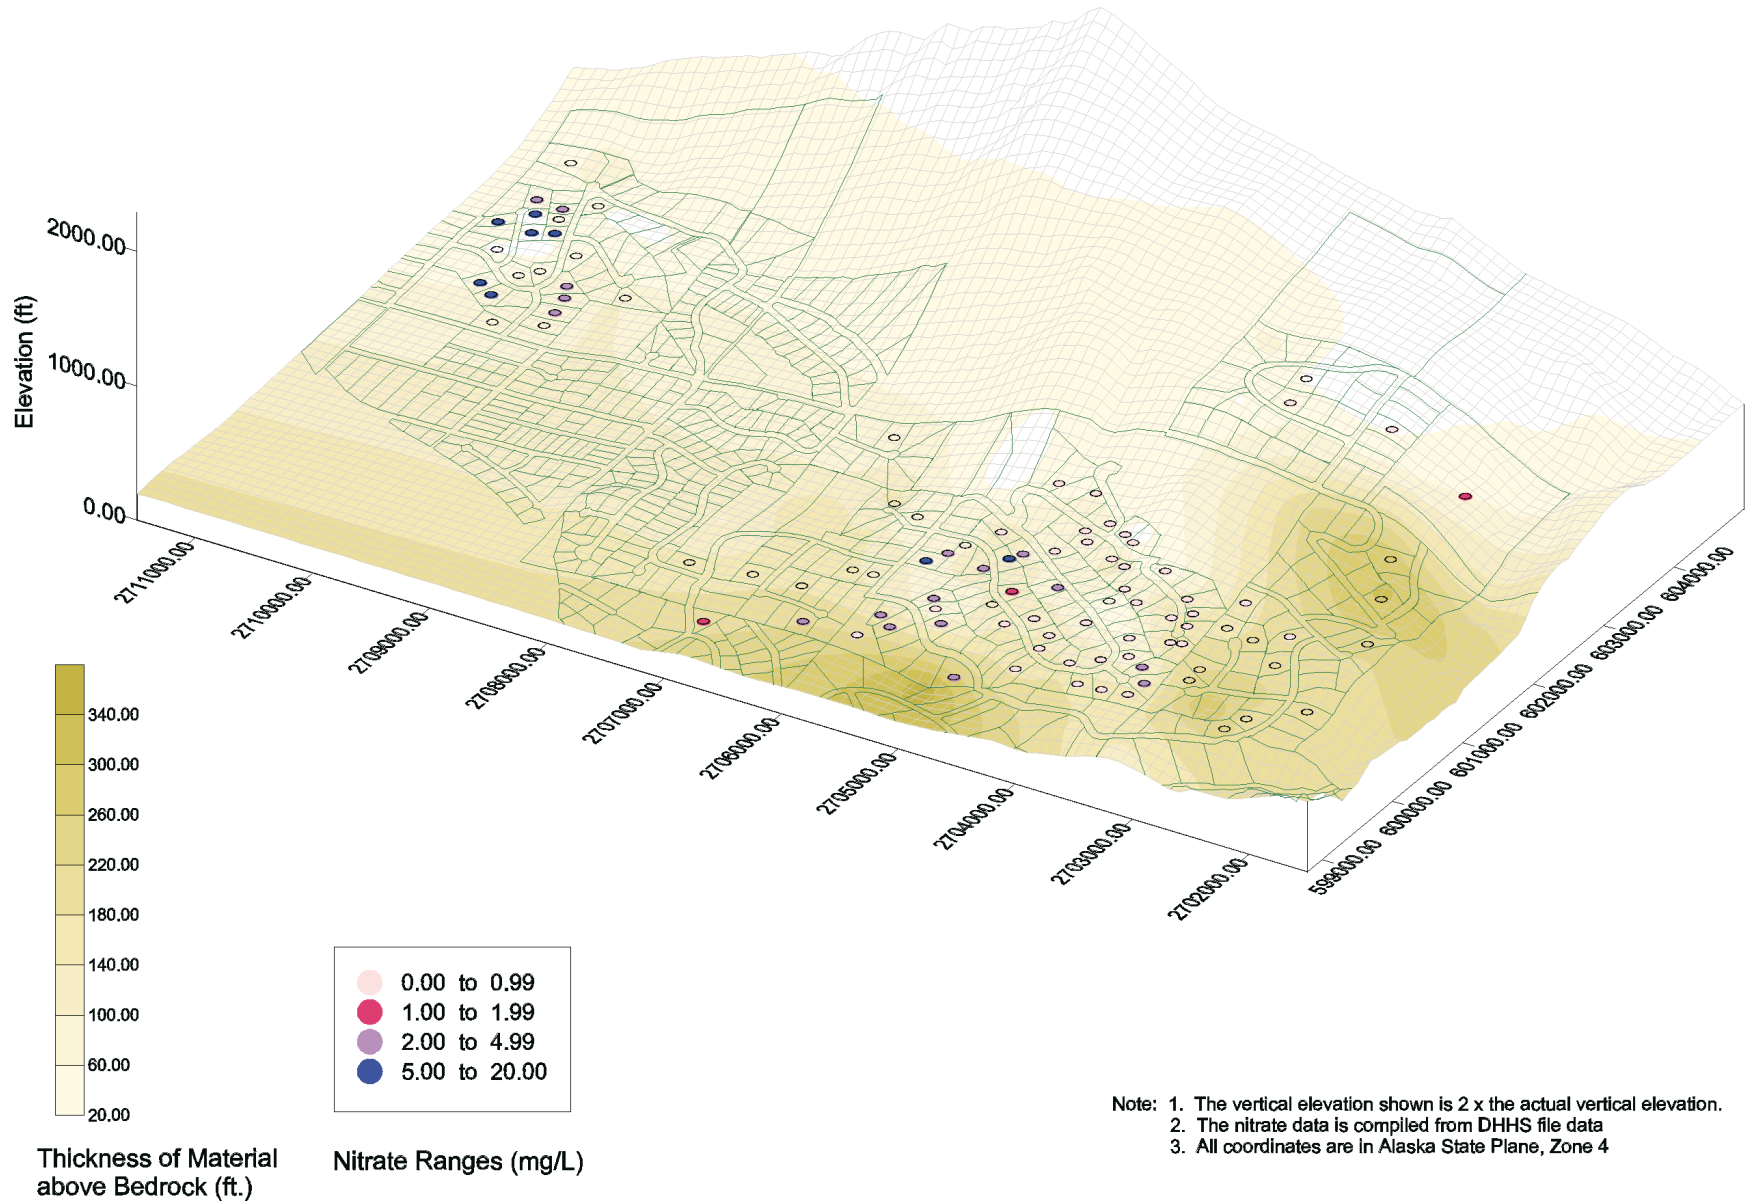 2000.00
1000.00
0.00
Elevation (ft)
2711000.00
2710000.00
2709000.00
2708000.00
2707000.00
2706000.00
2705000.00
2704000.00
2703000.00
2702000.00
599000.00
600000.00
601000.00
602000.00
603000.00
604000.00
340.00
300.00
260.00
220.00
180.00
140.00
100.00
60.00
20.00
Thickness of Material
above Bedrock (ft.)
0.00 to 0.99
1.00 to 1.99
2.00 to 4.99
5.00 to 20.00
Nitrate Ranges (mg/L)
Note: 1. The vertical elevation shown is 2 x the actual vertical elevation.
2. The nitrate data is compiled from DHHS file data
3. All coordinates are in Alaska State Plane, Zone 4